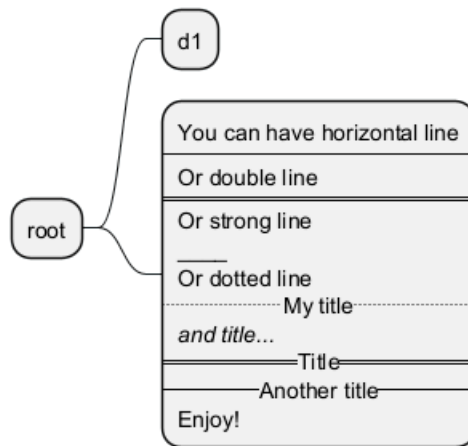 d1
You can have horizontal line
Or double line
Or strong line
____
Or dotted line
My title
and title...
Title
Another title
Enjoy!
root